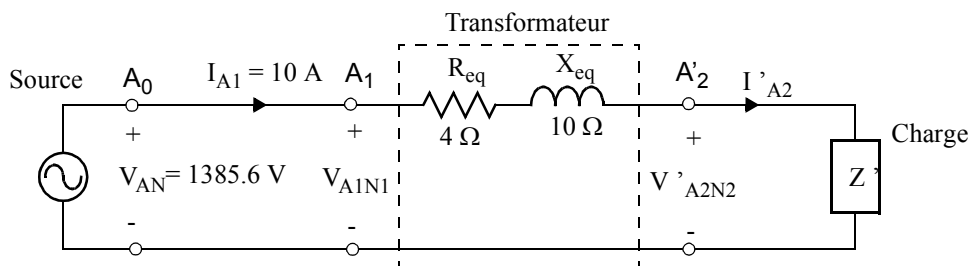 Transformateur
Source
A0
IA1 = 10 A
A1
Req
Xeq
A'2
I'A2
Charge
4 Ω
10 Ω
+
+
+
VAN = 1385.6 V
VA1N1
V'A2N2
Z'
-
-
-